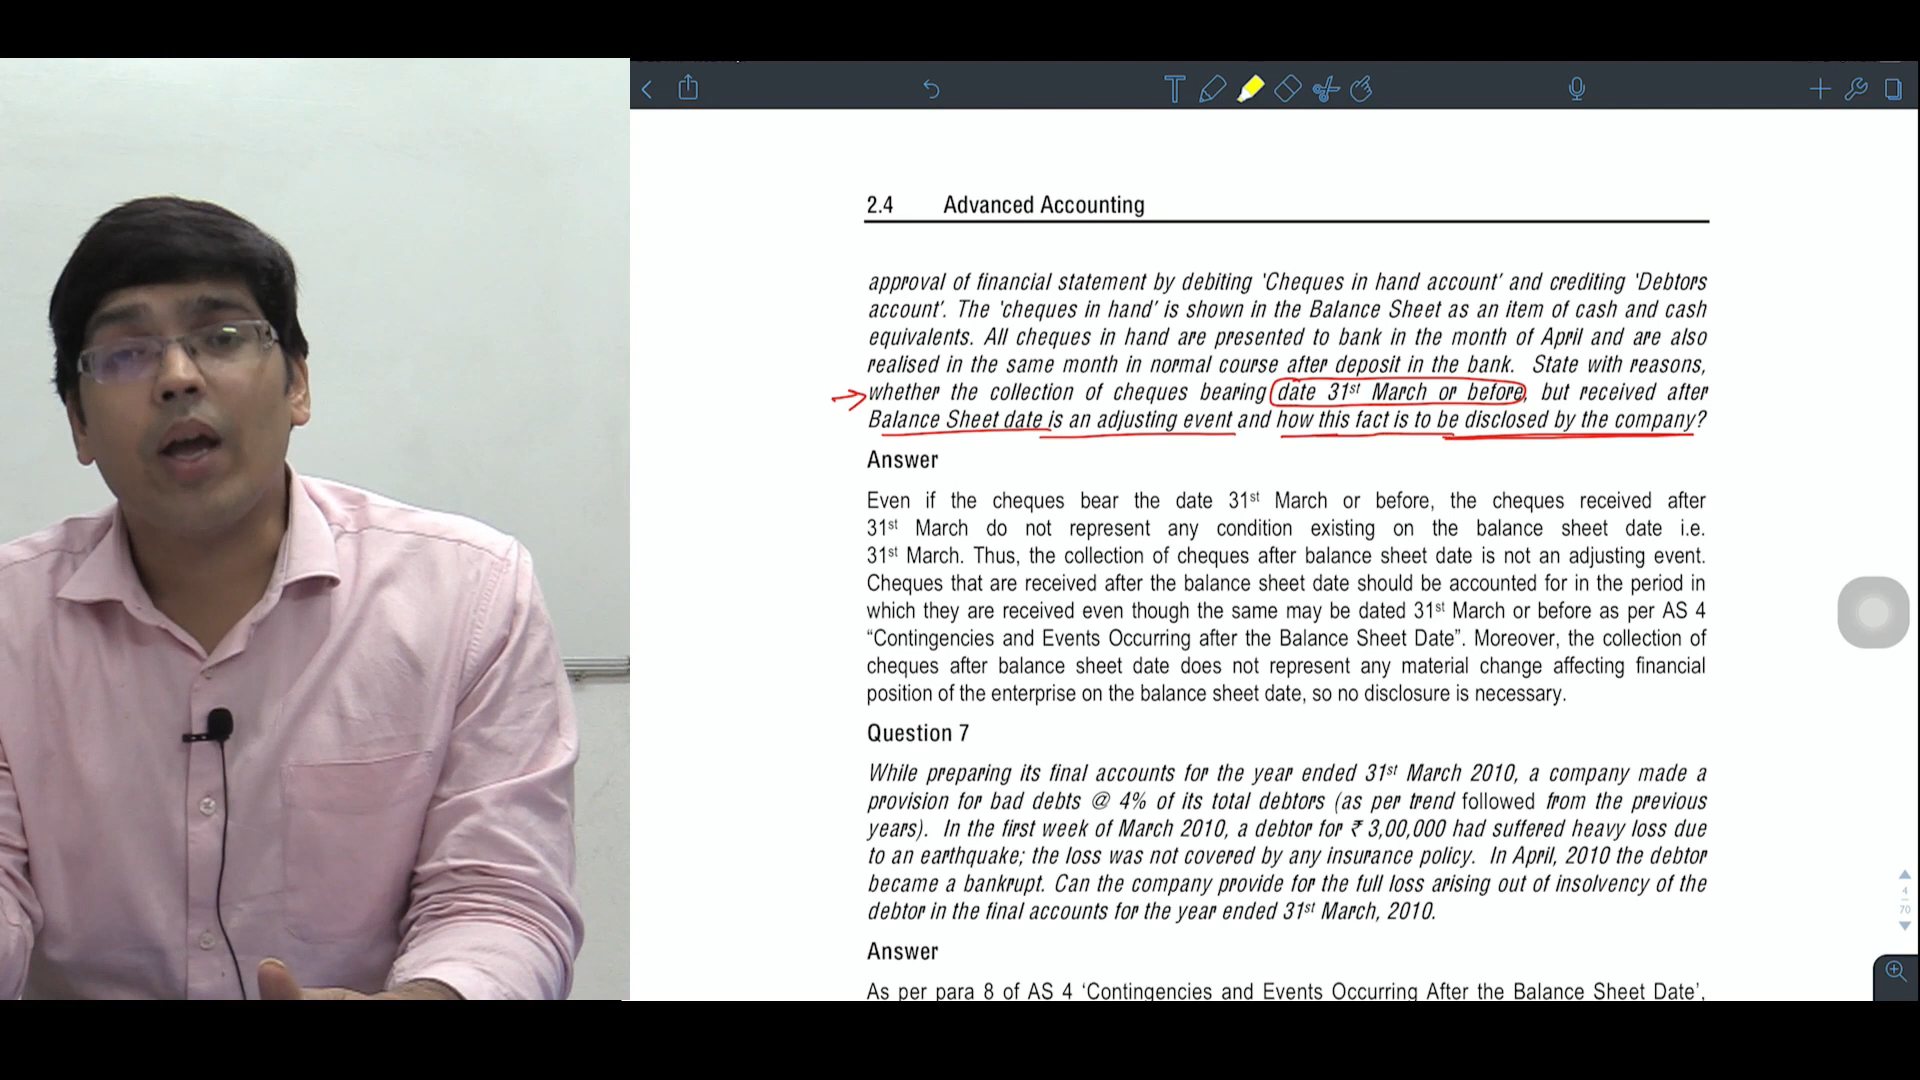 2.4 Advanced Accounting
approval of financial statement by debiting 'Cheques in hand account' and crediting 'Debtors
account'. The 'cheques in hand' is shown in the Balance Sheet as an item of cash and cash
equivalents. All cheques in hand are presented to bank in the month of April and are also
realised in the same month in normal course after deposit in the bank. State with reasons,
whether the collection of cheques bearing date 31st March or before, but received after
Balance Sheet date is an adjusting event and how this fact is to be disclosed by the company?
Answer
Even if the cheques bear the date 31st March or before, the cheques received after
31st March do not represent any condition existing on the balance sheet date i.e.
31st March. Thus, the collection of cheques after balance sheet date is not an adjusting event.
Cheques that are received after the balance sheet date should be accounted for in the period in
which they are received even though the same may be dated 31st March or before as per AS 4
“Contingencies and Events Occurring after the Balance Sheet Date”. Moreover, the collection of
cheques after balance sheet date does not represent any material change affecting financial
position of the enterprise on the balance sheet date, so no disclosure is necessary.
Question 7
While preparing its final accounts for the year ended 31st March 2010, a company made a
provision for bad debts @ 4% of its total debtors (as per trend followed from the previous
years). In the first week of March 2010, a debtor for ₹ 3,00,000 had suffered heavy loss due
to an earthquake; the loss was not covered by any insurance policy. In April, 2010 the debtor
became a bankrupt. Can the company provide for the full loss arising out of insolvency of the
debtor in the final accounts for the year ended 31st March, 2010.
Answer
As per para 8 of AS 4 ‘Contingencies and Events Occurring After the Balance Sheet Date’,
4
70